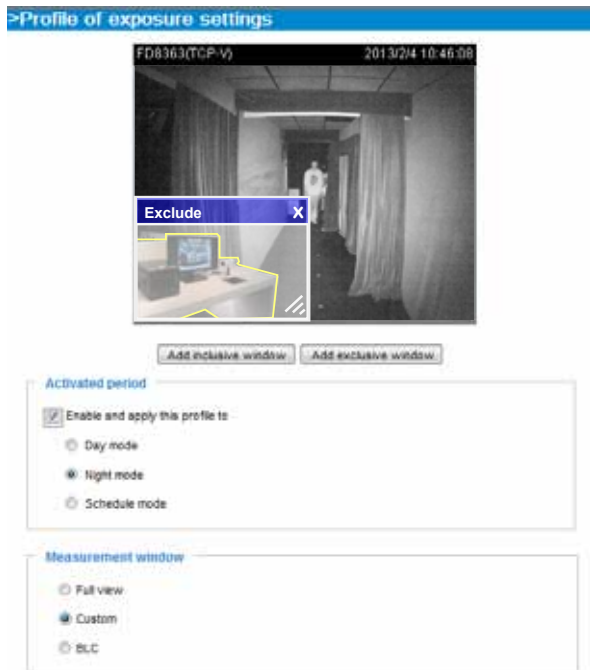 >Profile of exposure settings
FD8363(TCP-V) 2013/2/4 10:46:08
Exclude X
Add inclusive window Add exclusive window
Activated period
Enable and apply this profile to
Day mode
Night mode
Schedule mode
Measurement window
Full view
Custom
BLC